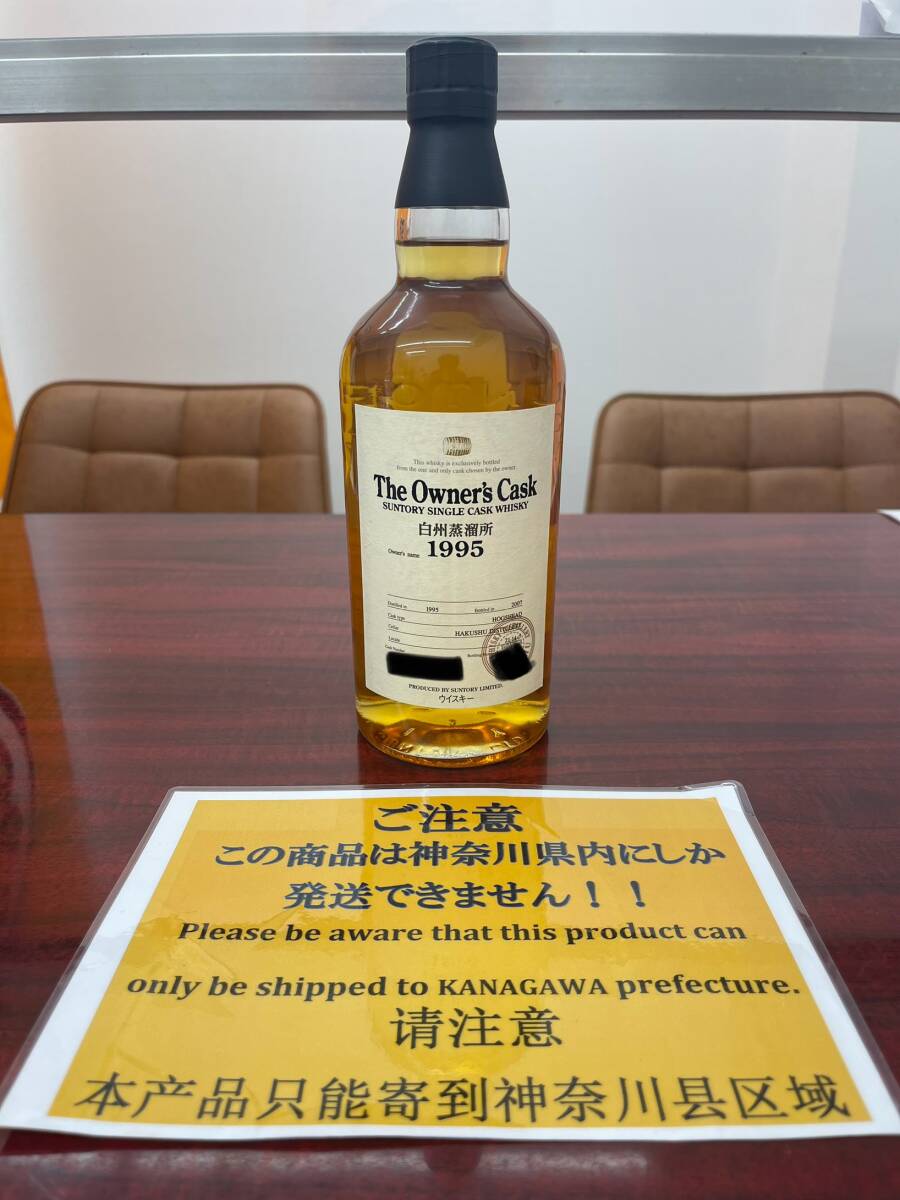 This whisky is exclusively bottled
from the one and only cask chosen by the owner.
The Owner's Cask
SUNTORY SINGLE CASK WHISKY
白州蒸溜所
Owner's name 1995
Distilled in 1995 Bottled in 2007
Cask type HOGSHEAD
Cellar HAKUSHU DISTILLERY
Locate
Cask Number
PRODUCED BY SUNTORY LIMITED.
ウイスキー
ご注意
この商品は神奈川県内にしか
発送できません！！
Please be aware that this product can
only be shipped to KANAGAWA prefecture.
请注意
本产品只能寄到神奈川县区域